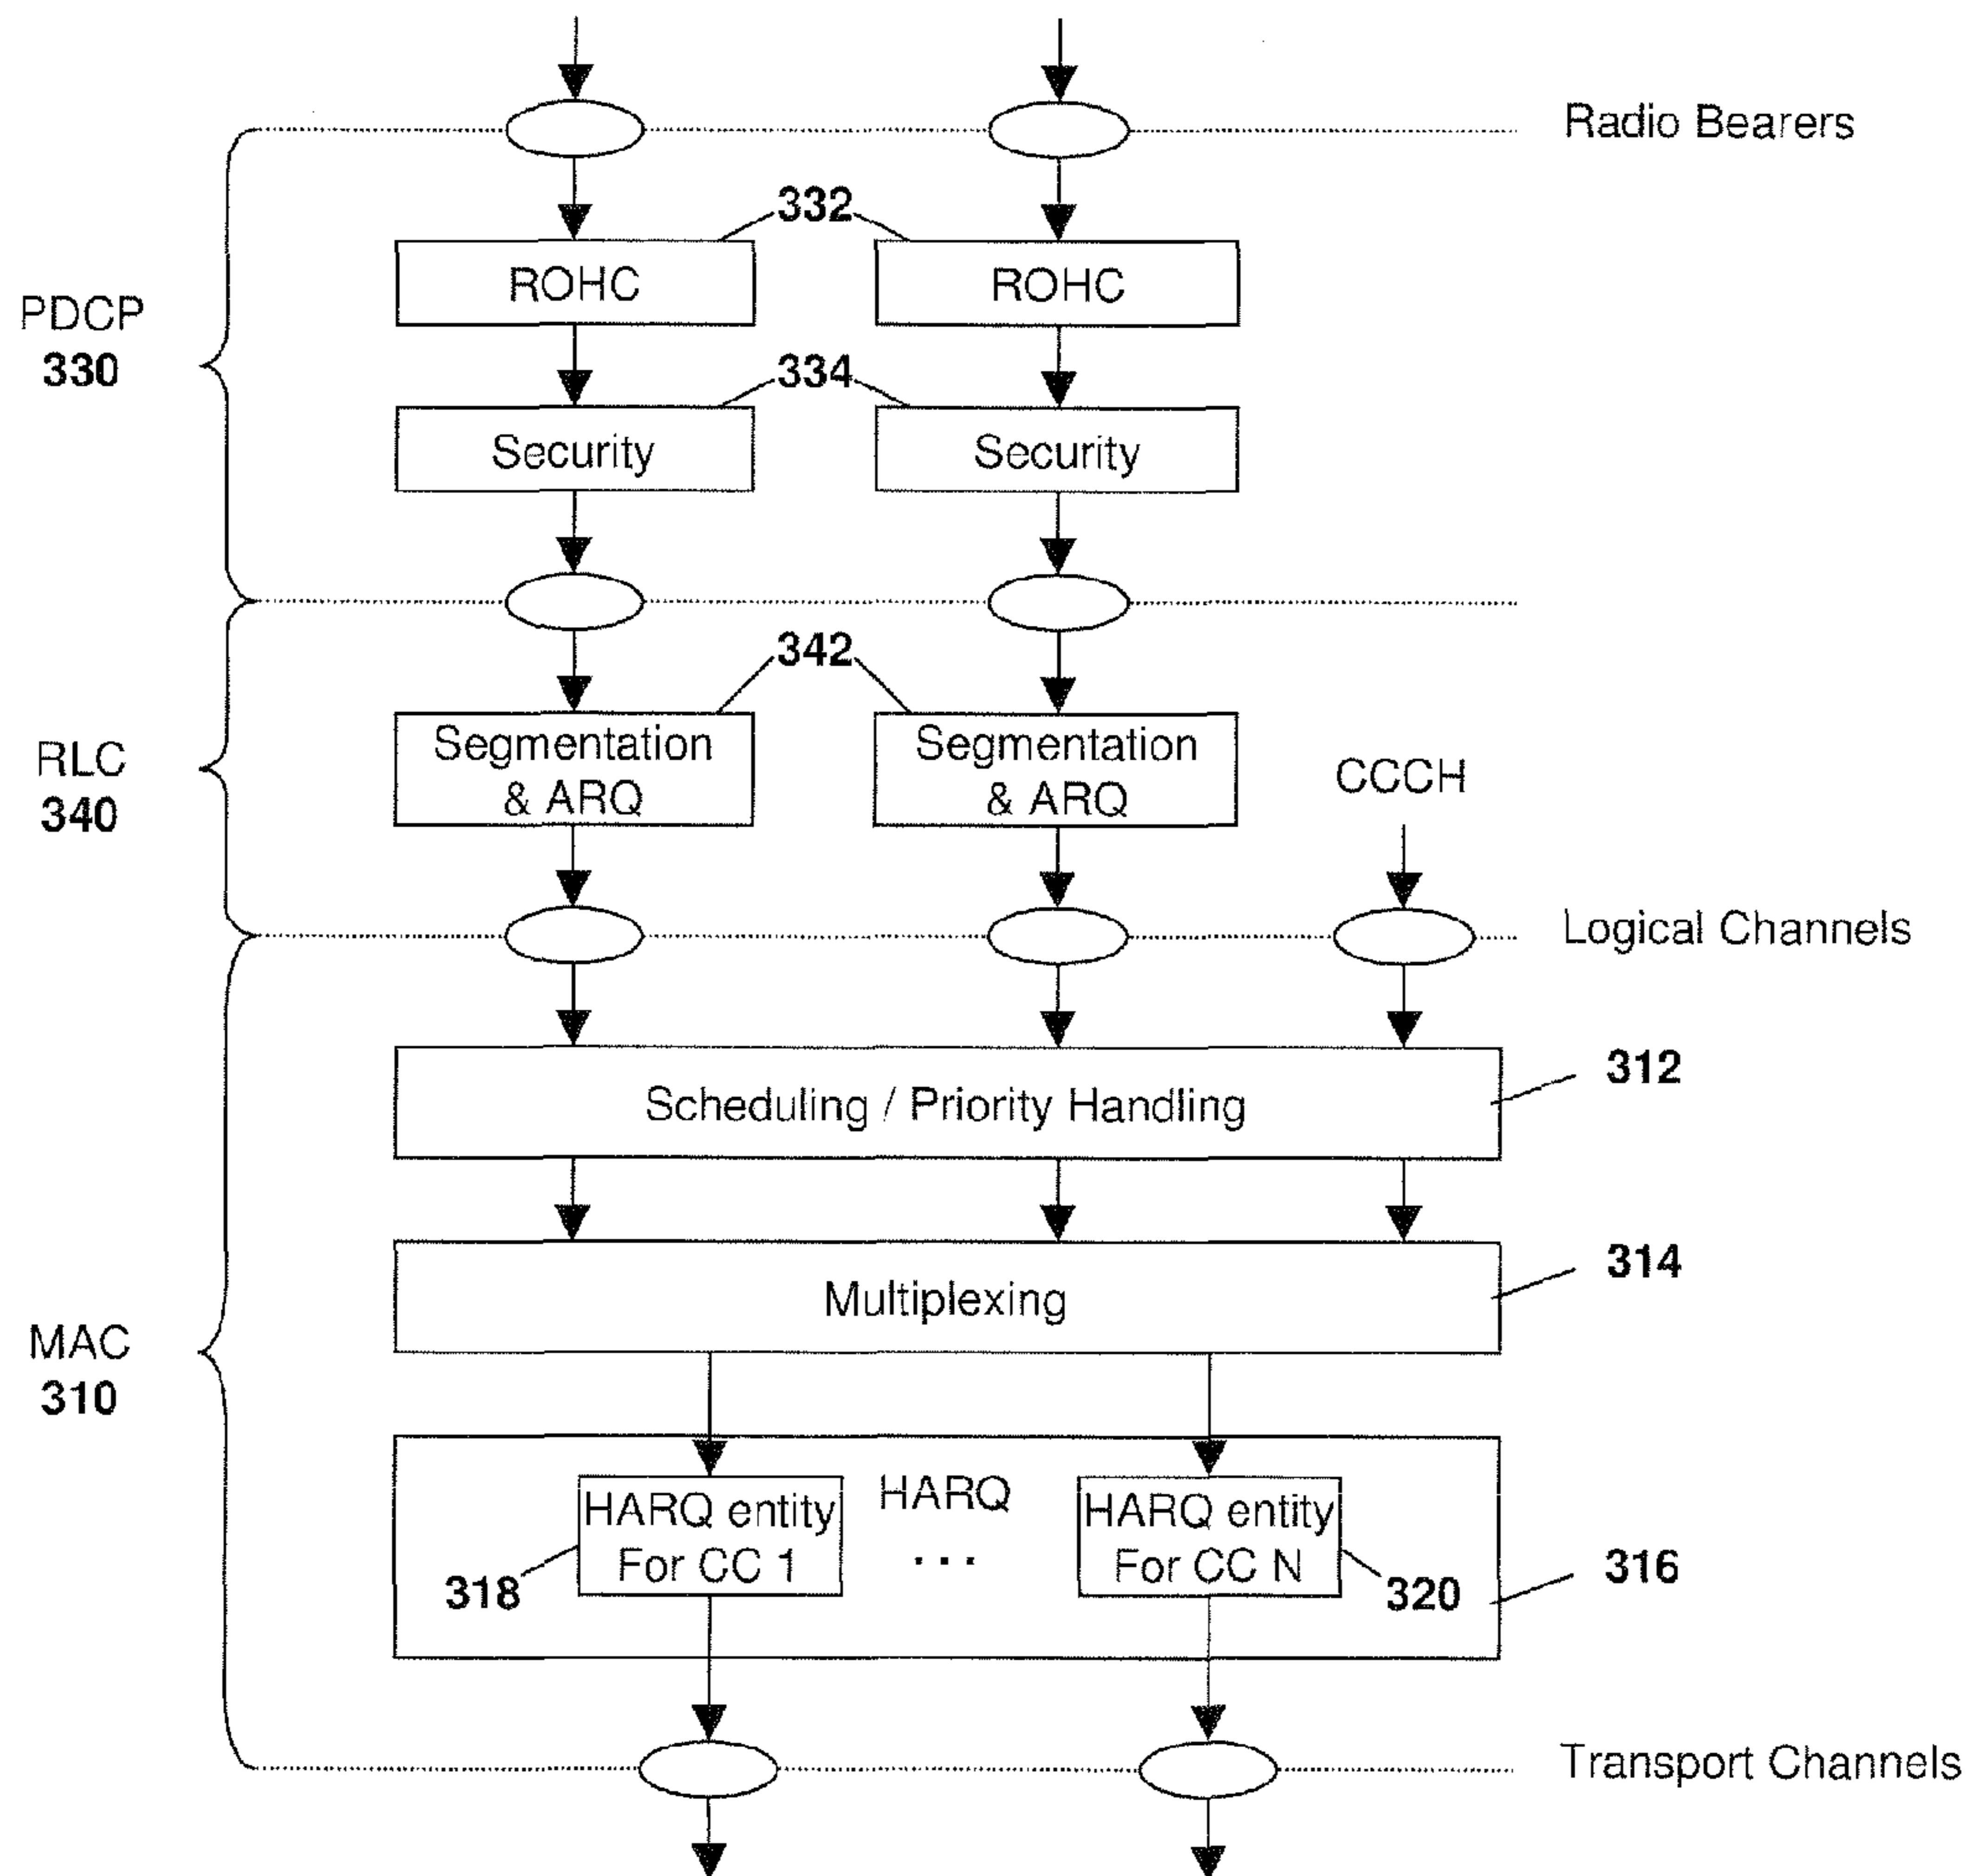 Radio Bearers
332
ROHC
ROHC
PDCP
330
334
Security
Security
342
RLC
340
Segmentation
& ARQ
Segmentation
& ARQ
CCCH
Logical Channels
312
Scheduling / Priority Handling
314
Multiplexing
MAC
310
HARQ
HARQ entity
For CC 1
...
HARQ entity
For CC N
316
318
320
Transport Channels